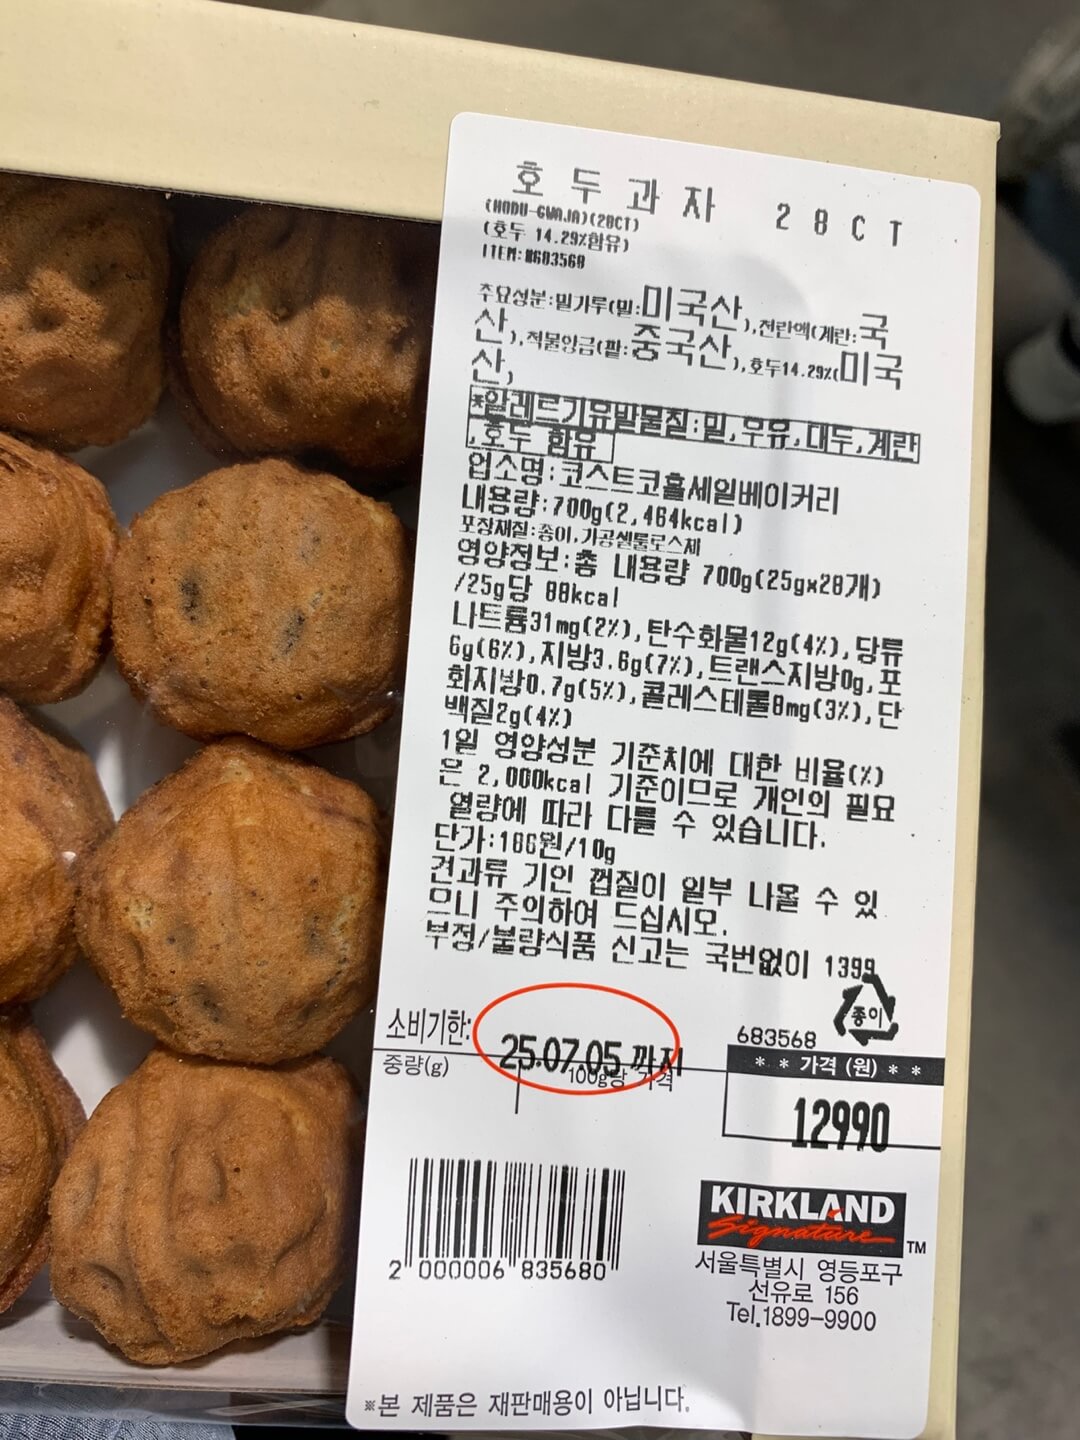 호두과자 28CT
(HODU-GWAJA)(28CT)
(호두 14.29%함유)
ITEM:#683568
주요성분:밀가루(밀:미국산),전란액(계란:국
산),적물앙금(팥:중국산),호두14.29%(미국
산)
*알레르기유발물질:밀,우유,대두,계란
,호두 함유
업소명:코스트코홀세일베이커리
내용량:700g(2,464kcal)
포장재질:종이,가공셀룰로스제
영양정보:총 내용량 700g(25gx28개)
/25g당 88kcal
나트륨31mg(2%),탄수화물12g(4%),당류
6g(6%),지방3.6g(7%),트랜스지방0g,포
화지방0.7g(5%),콜레스테롤8mg(3%),단
백질2g(4%)
1일 영양성분 기준치에 대한 비율(%)
은 2,000kcal 기준이므로 개인의 필요
열량에 따라 다를 수 있습니다.
단가:186원/10g
견과류 기인 껍질이 일부 나올 수 있
으니 주의하여 드십시오.
부정/불량식품 신고는 국번없이 1399
종이
소비기한: 25.07.05 까지
683568
중량(g) 100g당 가격
* * 가격 (원) * *
12990
2 000006 835680
KIRKLAND
Signature TM
서울특별시 영등포구
선유로 156
Tel.1899-9900
※본 제품은 재판매용이 아닙니다.